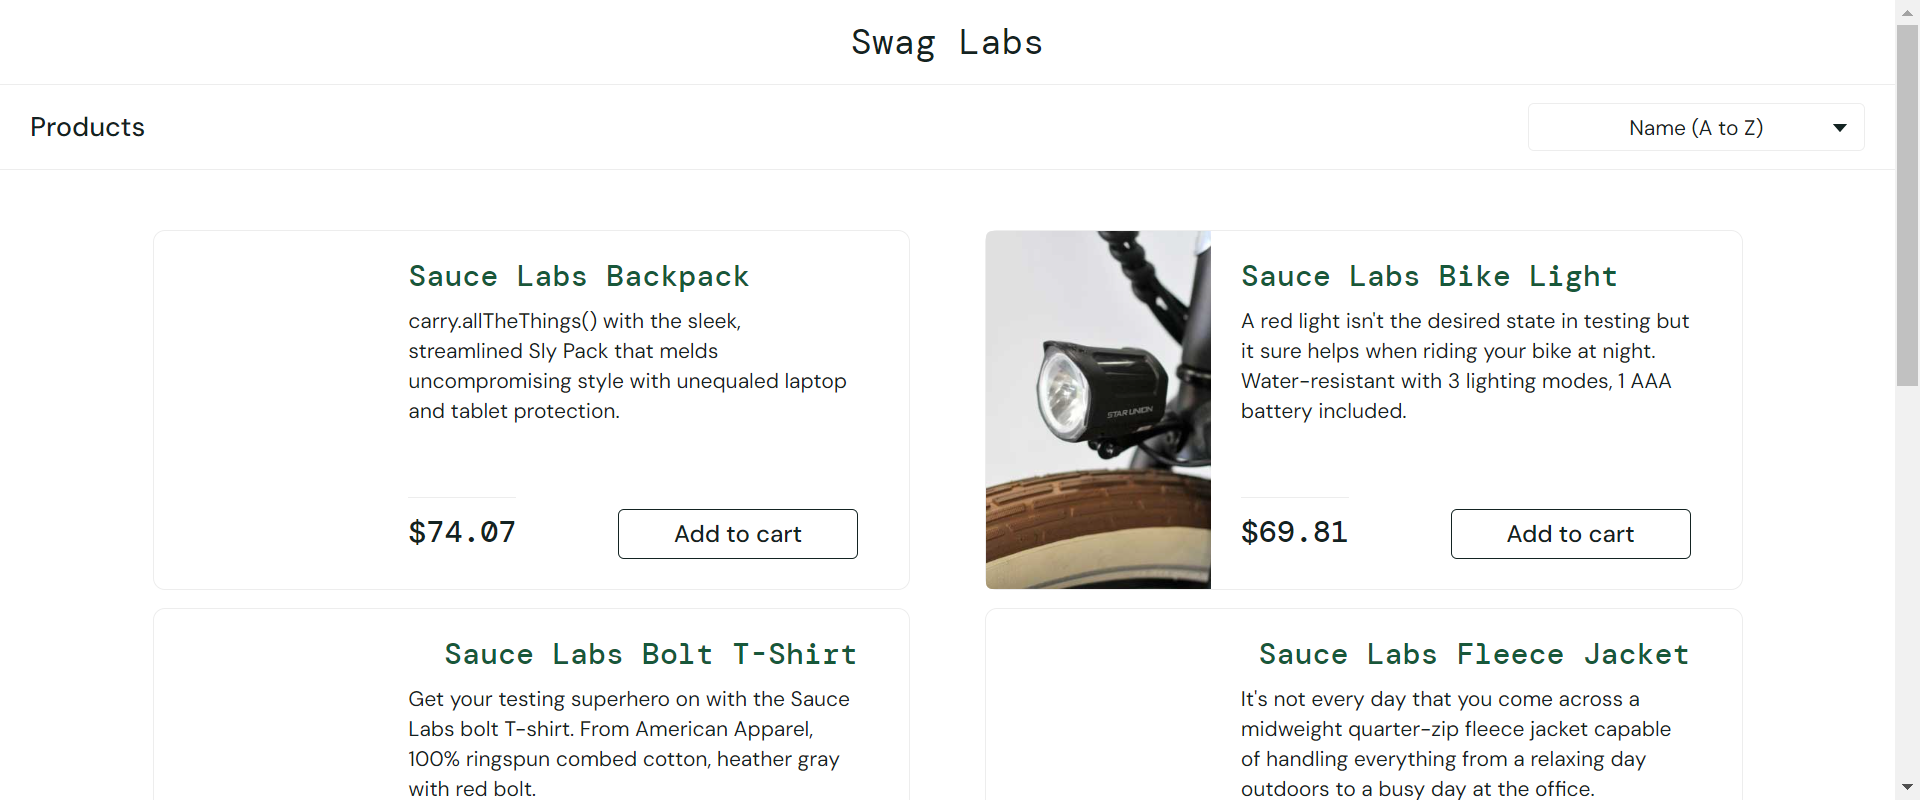 Swag Labs
Products
Name (A to Z)
Sauce Labs Backpack
carry.allTheThings() with the sleek,
streamlined Sly Pack that melds
uncompromising style with unequaled laptop
and tablet protection.
$74.07
Add to cart
STAR UNION
Sauce Labs Bike Light
A red light isn't the desired state in testing but
it sure helps when riding your bike at night.
Water-resistant with 3 lighting modes, 1 AAA
battery included.
$69.81
Add to cart
Sauce Labs Bolt T-Shirt
Get your testing superhero on with the Sauce
Labs bolt T-shirt. From American Apparel,
100% ringspun combed cotton, heather gray
with red bolt.
Sauce Labs Fleece Jacket
It's not every day that you come across a
midweight quarter-zip fleece jacket capable
of handling everything from a relaxing day
outdoors to a busy day at the office.